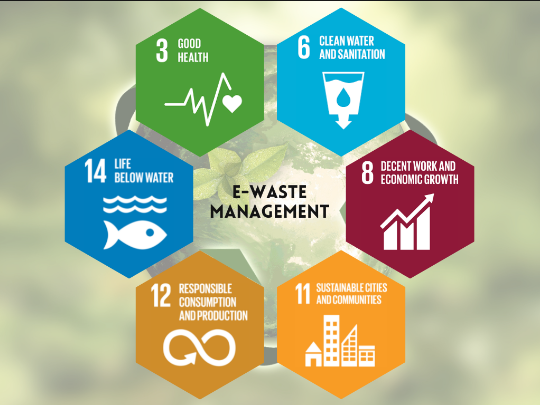 3 GOOD
HEALTH
6 CLEAN WATER
AND SANITATION
14 LIFE
BELOW WATER
E-WASTE
MANAGEMENT
8 DECENT WORK AND
ECONOMIC GROWTH
12 RESPONSIBLE
CONSUMPTION
AND PRODUCTION
11 SUSTAINABLE CITIES
AND COMMUNITIES